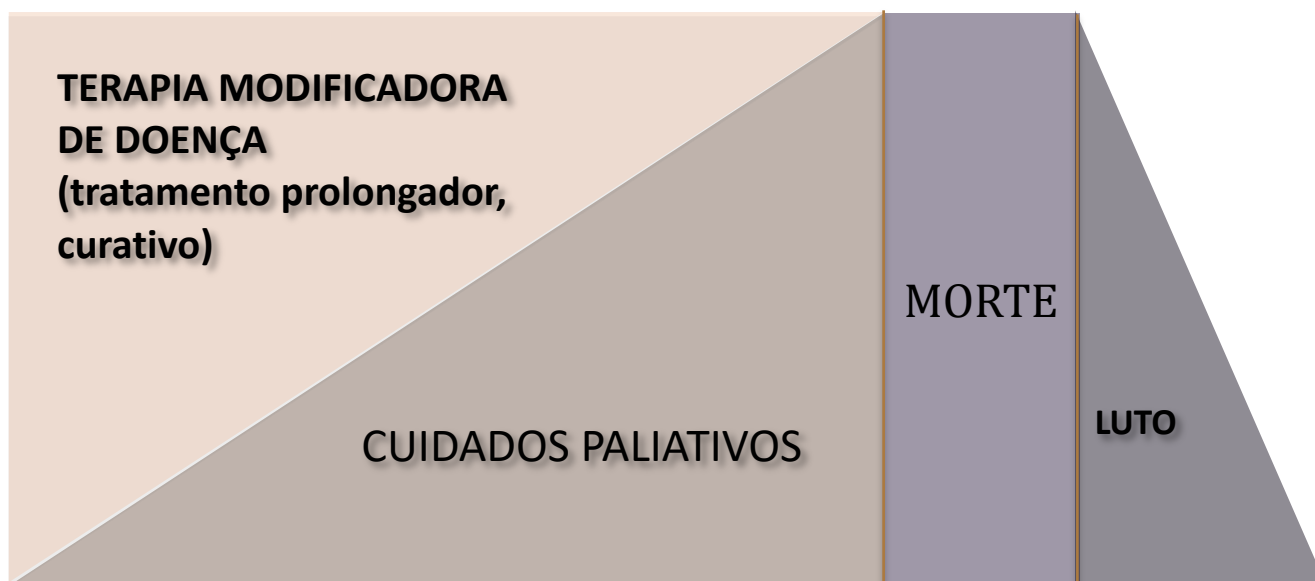 TERAPIA MODIFICADORA
DE DOENÇA
(tratamento prolongador,
curativo)
MORTE
LUTO
CUIDADOS PALIATIVOS